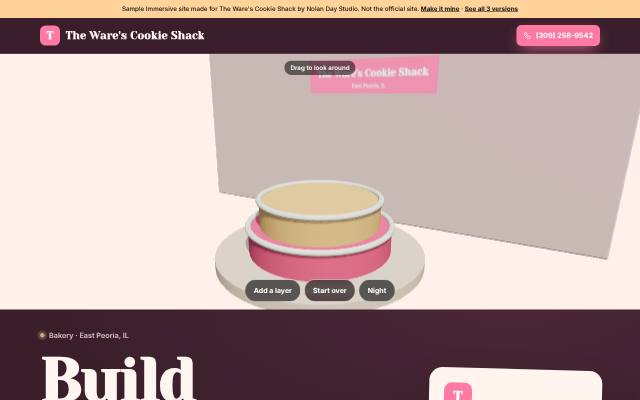 Sample Immersive site made for The Ware's Cookie Shack by Nolan Day Studio. Not the official site. Make it mine · See all 3 versions
T The Ware's Cookie Shack
(309) 258-9542
Drag to look around
The Ware's Cookie Shack
East Peoria, IL
Add a layer
Start over
Night
Bakery · East Peoria, IL
Build
T